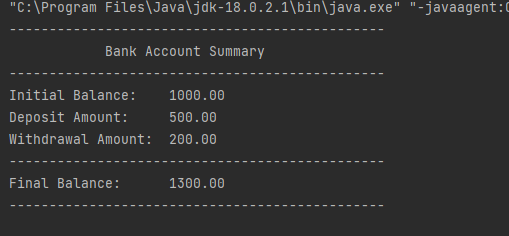 "C:\Program Files\Java\jdk-18.0.2.1\bin\java.exe" "-javaagent:
-----------------------------------------------
            Bank Account Summary
-----------------------------------------------
Initial Balance:    1000.00
Deposit Amount:     500.00
Withdrawal Amount:  200.00
-----------------------------------------------
Final Balance:      1300.00
-----------------------------------------------